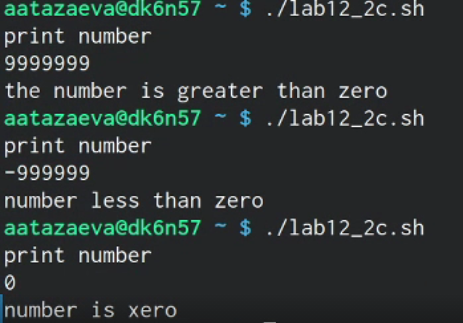 aatazaeva@dk6n57 ~ $ ./lab12_2c.sh
print number
9999999
the number is greater than zero
aatazaeva@dk6n57 ~ $ ./lab12_2c.sh
print number
-999999
number less than zero
aatazaeva@dk6n57 ~ $ ./lab12_2c.sh
print number
0
number is xero